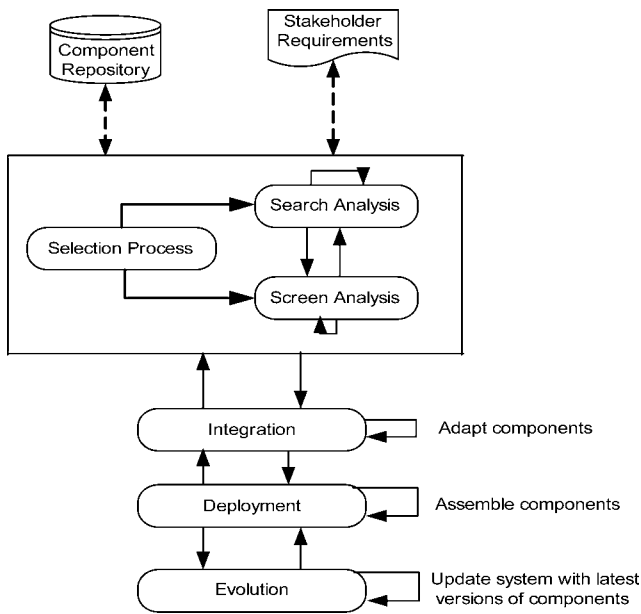 Component
Repository
Stakeholder
Requirements
Search Analysis
Selection Process
Screen Analysis
Integration
Adapt components
Deployment
Assemble components
Evolution
Update system with latest
versions of components